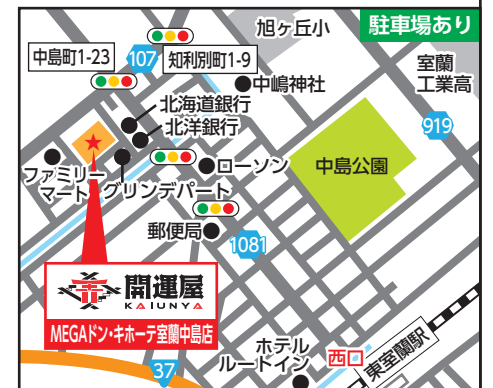 旭ヶ丘小
駐車場あり
中島町1-23
107
知利別町1-9
室蘭
工業高
中嶋神社
北海道銀行
北洋銀行
919
ファミリー
マート
グリンデパート
ローソン
中島公園
郵便局
1081
開運屋
KAIUNYA
MEGAドン・キホーテ室蘭中島店
37
ホテル
ルートイン
西口
東室蘭駅